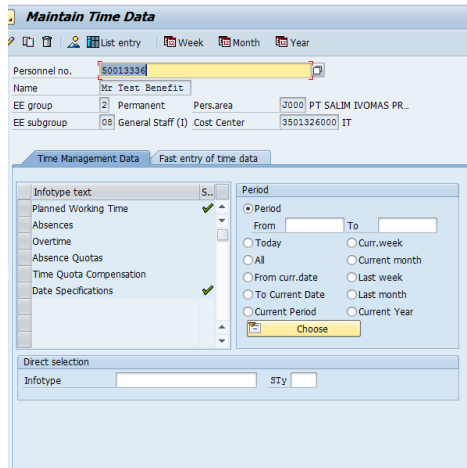 Maintain Time Data
List entry Week Month Year
Personnel no. 50013336
Name Mr Test Benefit
EE group 2 Permanent Pers.area J000 PT SALIM IVOMAS PR...
EE subgroup 08 General Staff (I) Cost Center 3501326000 IT
Time Management Data Fast entry of time data
Infotype text S..
Planned Working Time
Absences
Overtime
Absence Quotas
Time Quota Compensation
Date Specifications
Period
Period
From To
Today Curr.week
All Current month
From curr.date Last week
To Current Date Last month
Current Period Current Year
Choose
Direct selection
Infotype STy